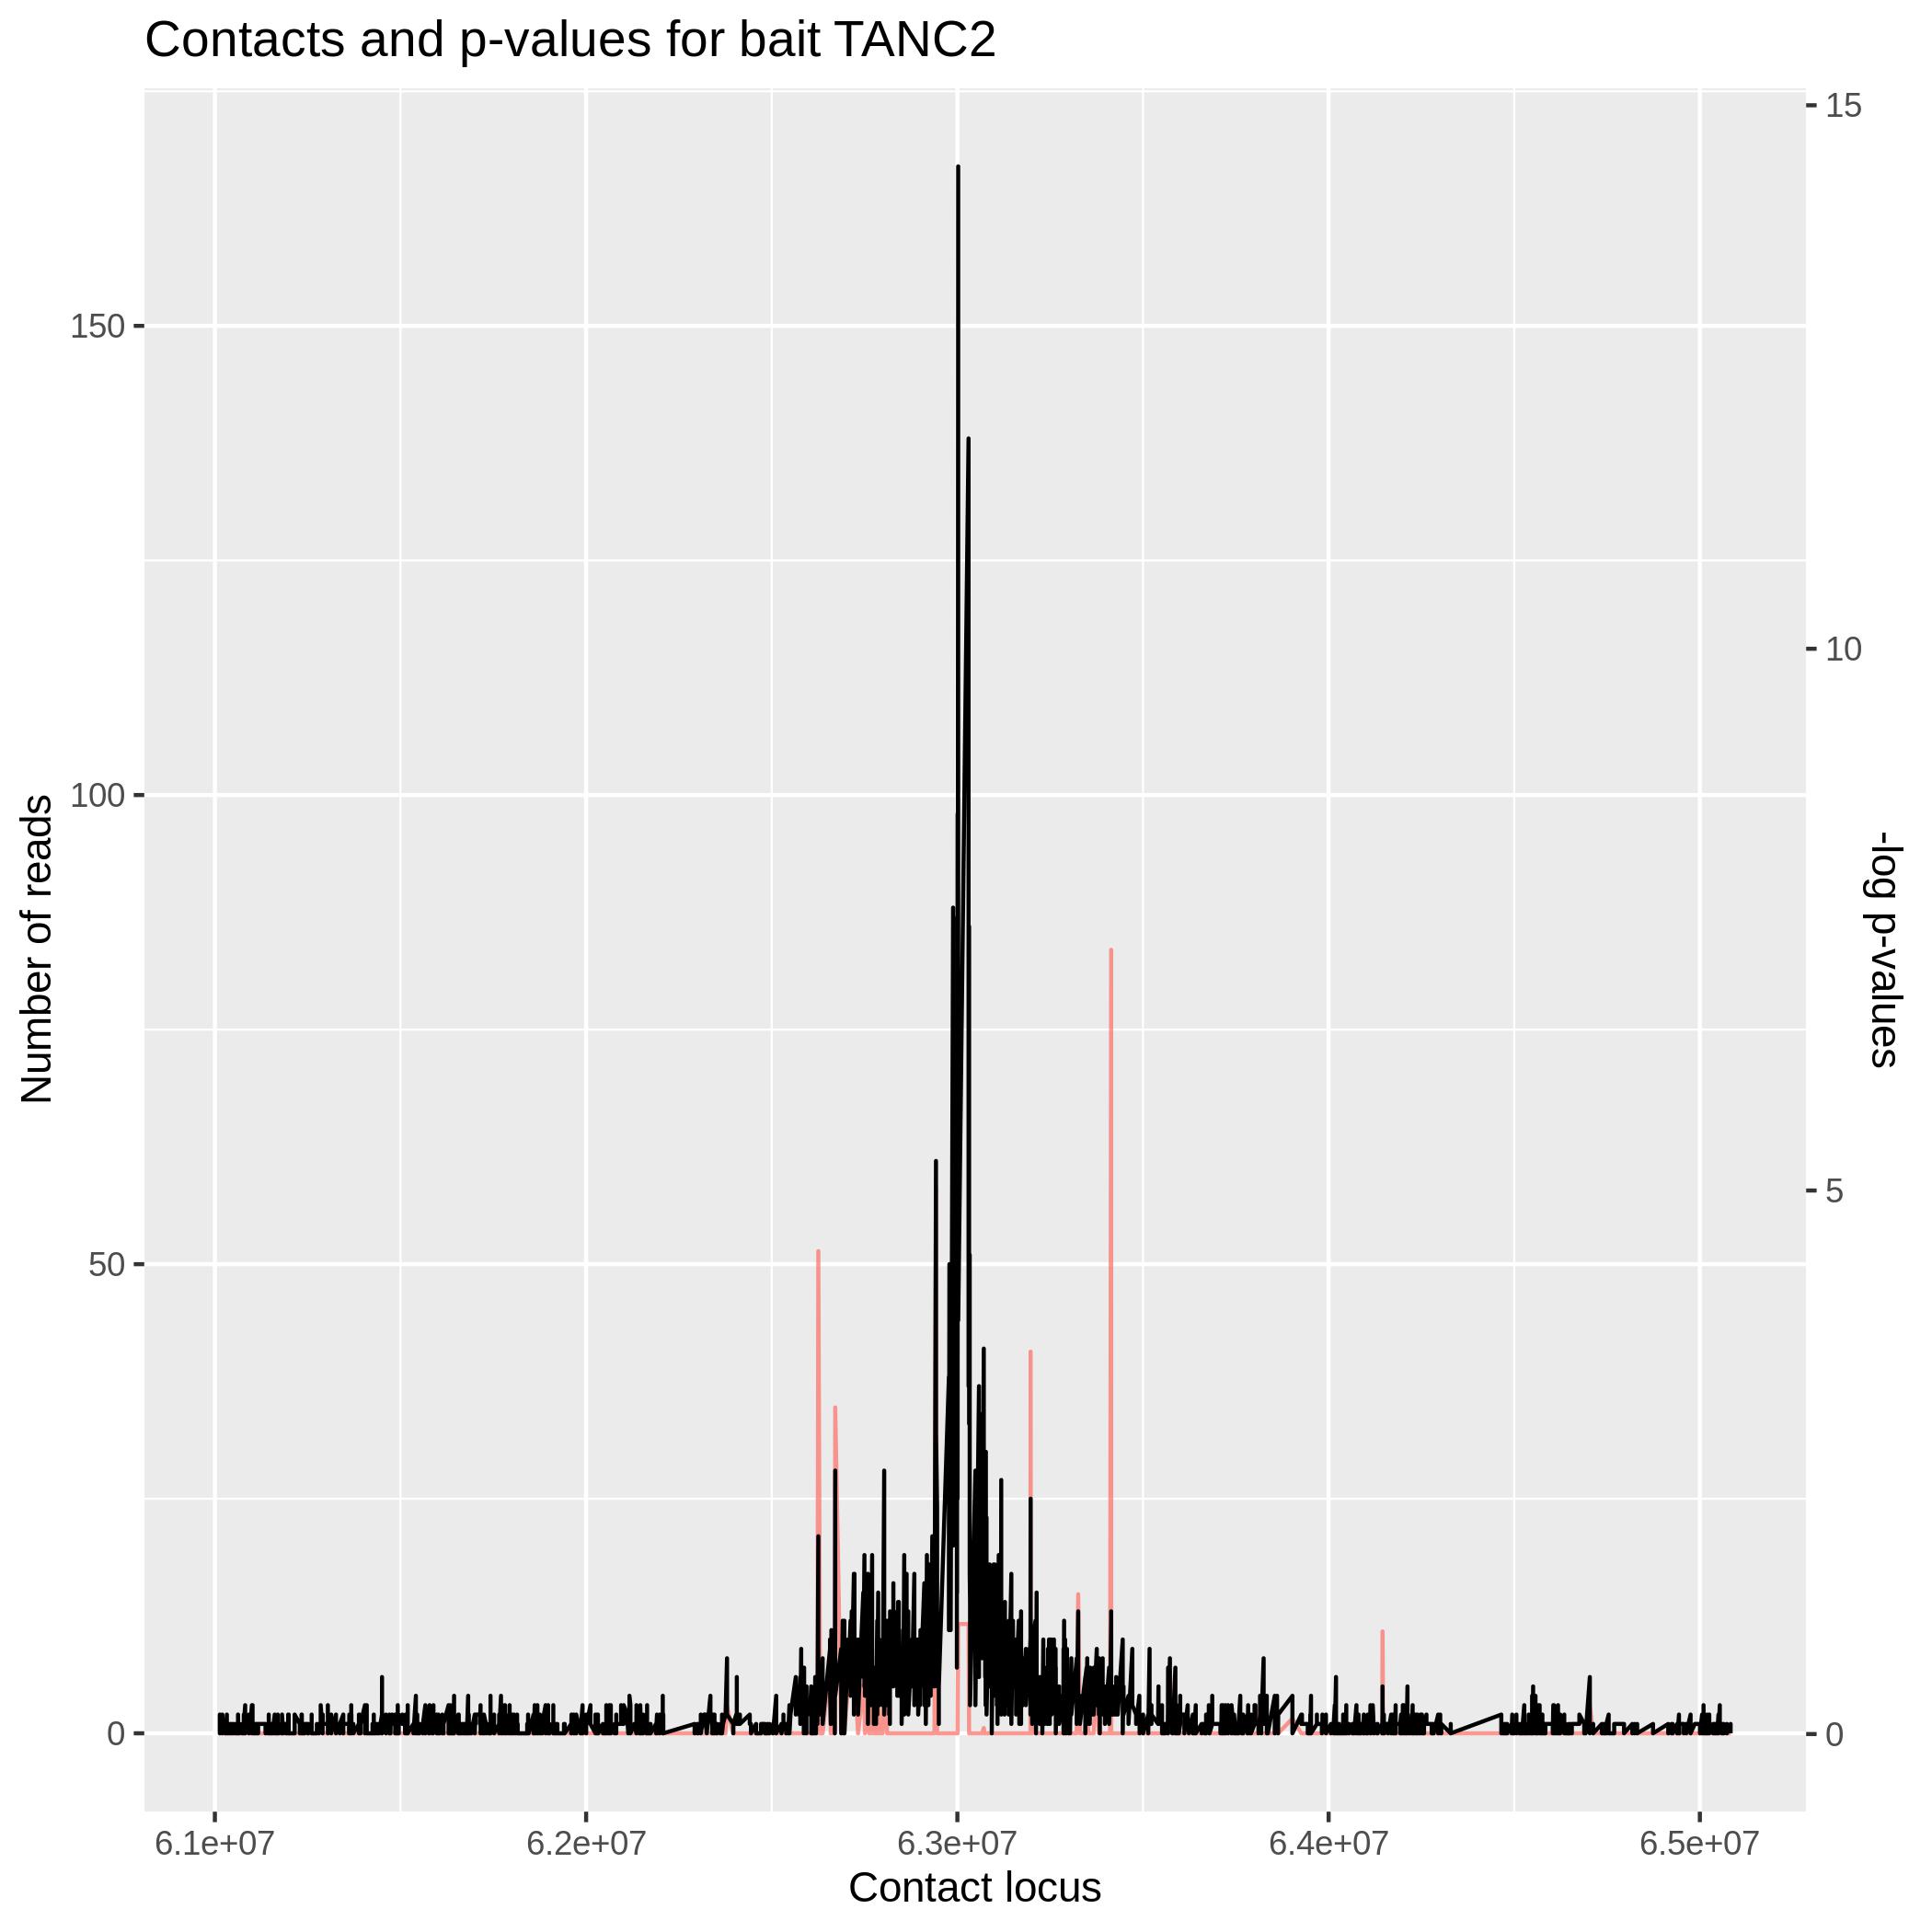 Contacts and p-values for bait TANC2
15
150
10
100
Number of reads
-log p-values
5
50
0
0
6.1e+07 6.2e+07 6.3e+07 6.4e+07 6.5e+07
Contact locus